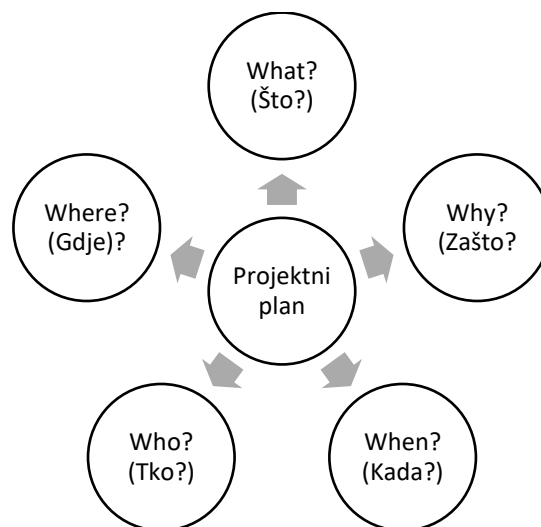 What?
(Što?)
Where?
(Gdje)?
Why?
(Zašto?
Projektni
plan
Who?
(Tko?)
When?
(Kada?)